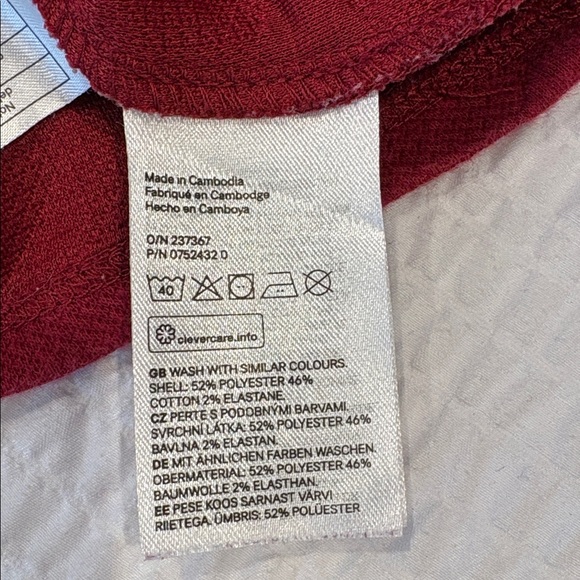 Made in Cambodia
Fabriqué en Cambodge
Hecho en Camboya
O/N 237367
P/N 0752432 0
40
clevercare.info
GB WASH WITH SIMILAR COLOURS.
SHELL: 52% POLYESTER 46%
COTTON 2% ELASTANE.
CZ PERTE S PODOBNÝMI BARVAMI.
SVRCHNÍ LÁTKA: 52% POLYESTER 46%
BAVLNA 2% ELASTAN.
DE MIT ÄHNLICHEN FARBEN WASCHEN.
OBERMATERIAL: 52% POLYESTER 46%
BAUMWOLLE 2% ELASTHAN.
EE PESE KOOS SARNAST VÄRVI
RIIETEGA. ÜMBRIS: 52% POLÜESTER